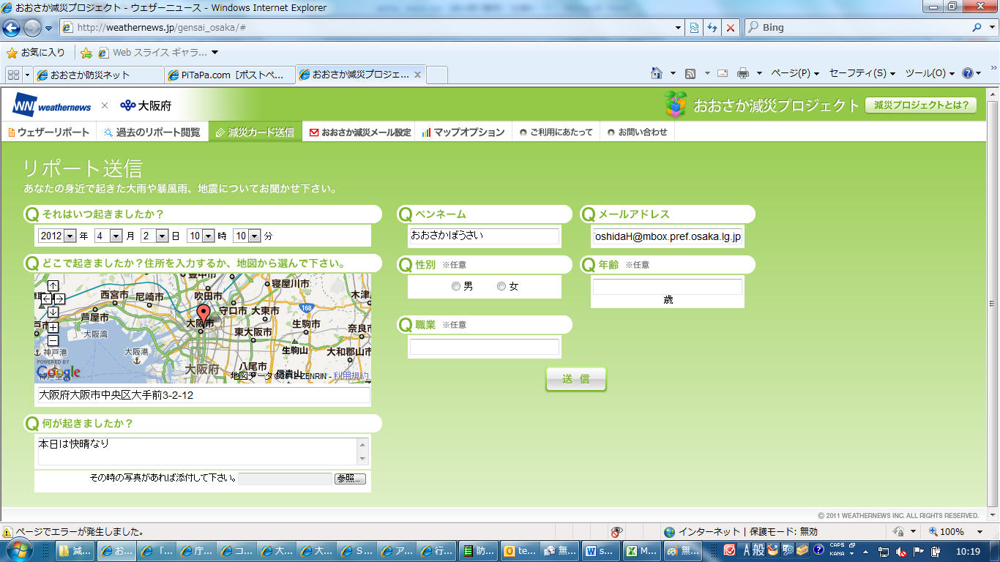 おおさか減災プロジェクト - ウェザーニュース - Windows Internet Explorer
http://weathernews.jp/gensai_osaka/#
Bing
お気に入り
Web スライス ギャラ...
おおさか防災ネット
PiTaPa.com［ポストペ...
おおさか減災プロジェ...
ページ(P)
セーフティ(S)
ツール(O)
WN weathernews × 大阪府
おおさか減災プロジェクト
減災プロジェクトとは?
ウェザーリポート
過去のリポート閲覧
減災カード送信
おおさか減災メール設定
マップオプション
ご利用にあたって
お問い合わせ
リポート送信
あなたの身近で起きた大雨や暴風雨、地震についてお聞かせ下さい。
Q それはいつ起きましたか?
2012 年 4 月 2 日 10 時 10 分
Q どこで起きましたか?住所を入力するか、地図から選んで下さい。
寝屋川市
西宮市
尼崎市
吹田市
守口市
大東市
芦屋市
大阪市
生駒市
168
大阪湾
東大阪市
神戸港
大阪港
生駒山
大和郡山市
POWERED BY
Google
大阪府
八尾市
利用規約
大阪府大阪市中央区大手前3-2-12
Q 何が起きましたか?
本日は快晴なり
その時の写真があれば添付して下さい。
参照...
Q ペンネーム
おおさかぼうさい
Q メールアドレス
oshidaH@mbox.pref.osaka.lg.jp
Q 性別 ※任意
男 女
Q 年齢 ※任意
歳
Q 職業 ※任意
送 信
© 2011 WEATHERNEWS INC. ALL RIGHTS RESERVED.
ページでエラーが発生しました。
インターネット | 保護モード: 無効
100%
減...
お...
「...
庁...
コ...
大...
大...
S...
ア...
行...
防...
te...
無...
s...
M...
無...
A 般
CAPS
KANA
10:19